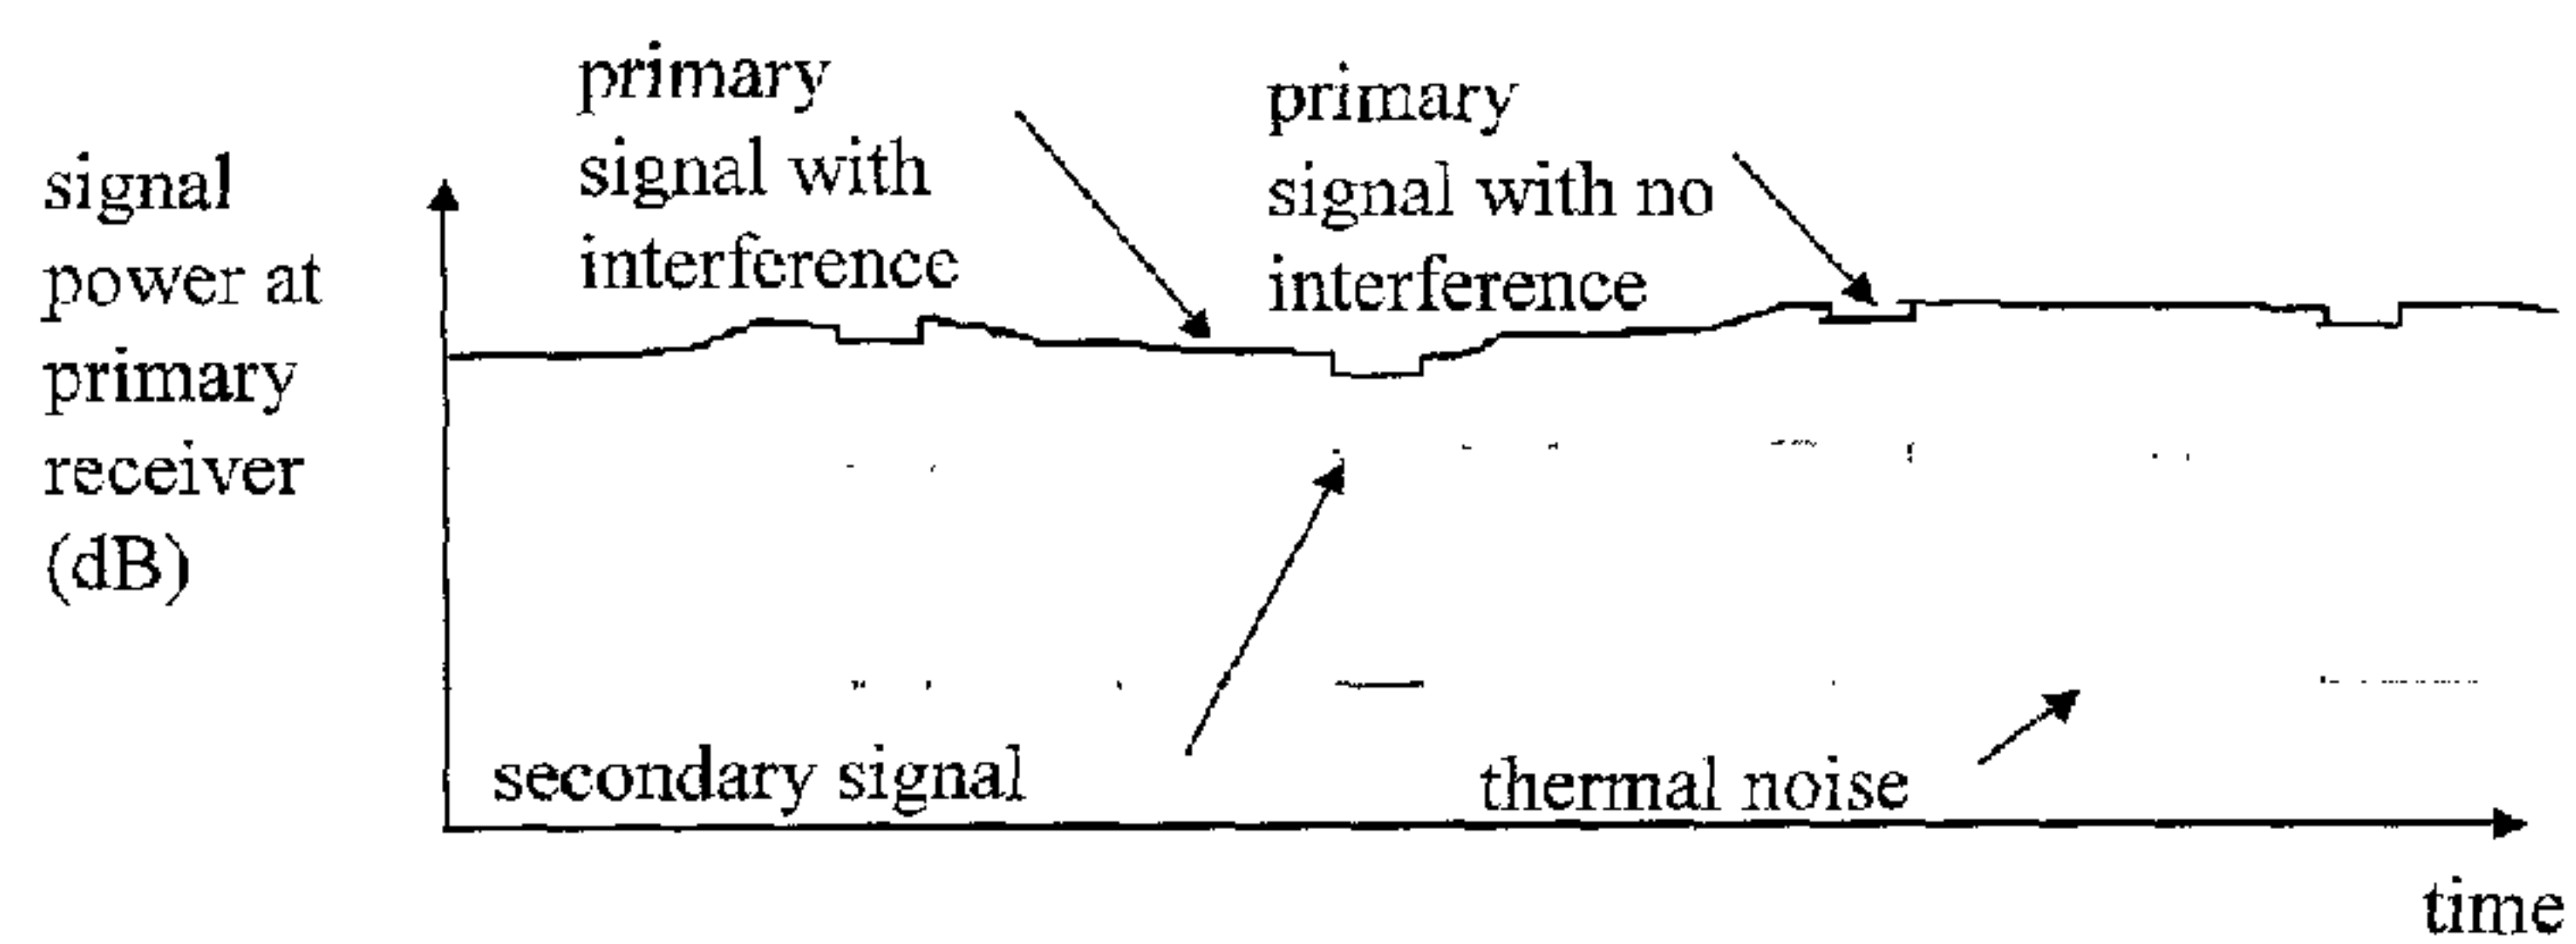 signal
power at
primary
receiver
(dB)
primary
signal with
interference
primary
signal with no
interference
secondary signal
thermal noise
time